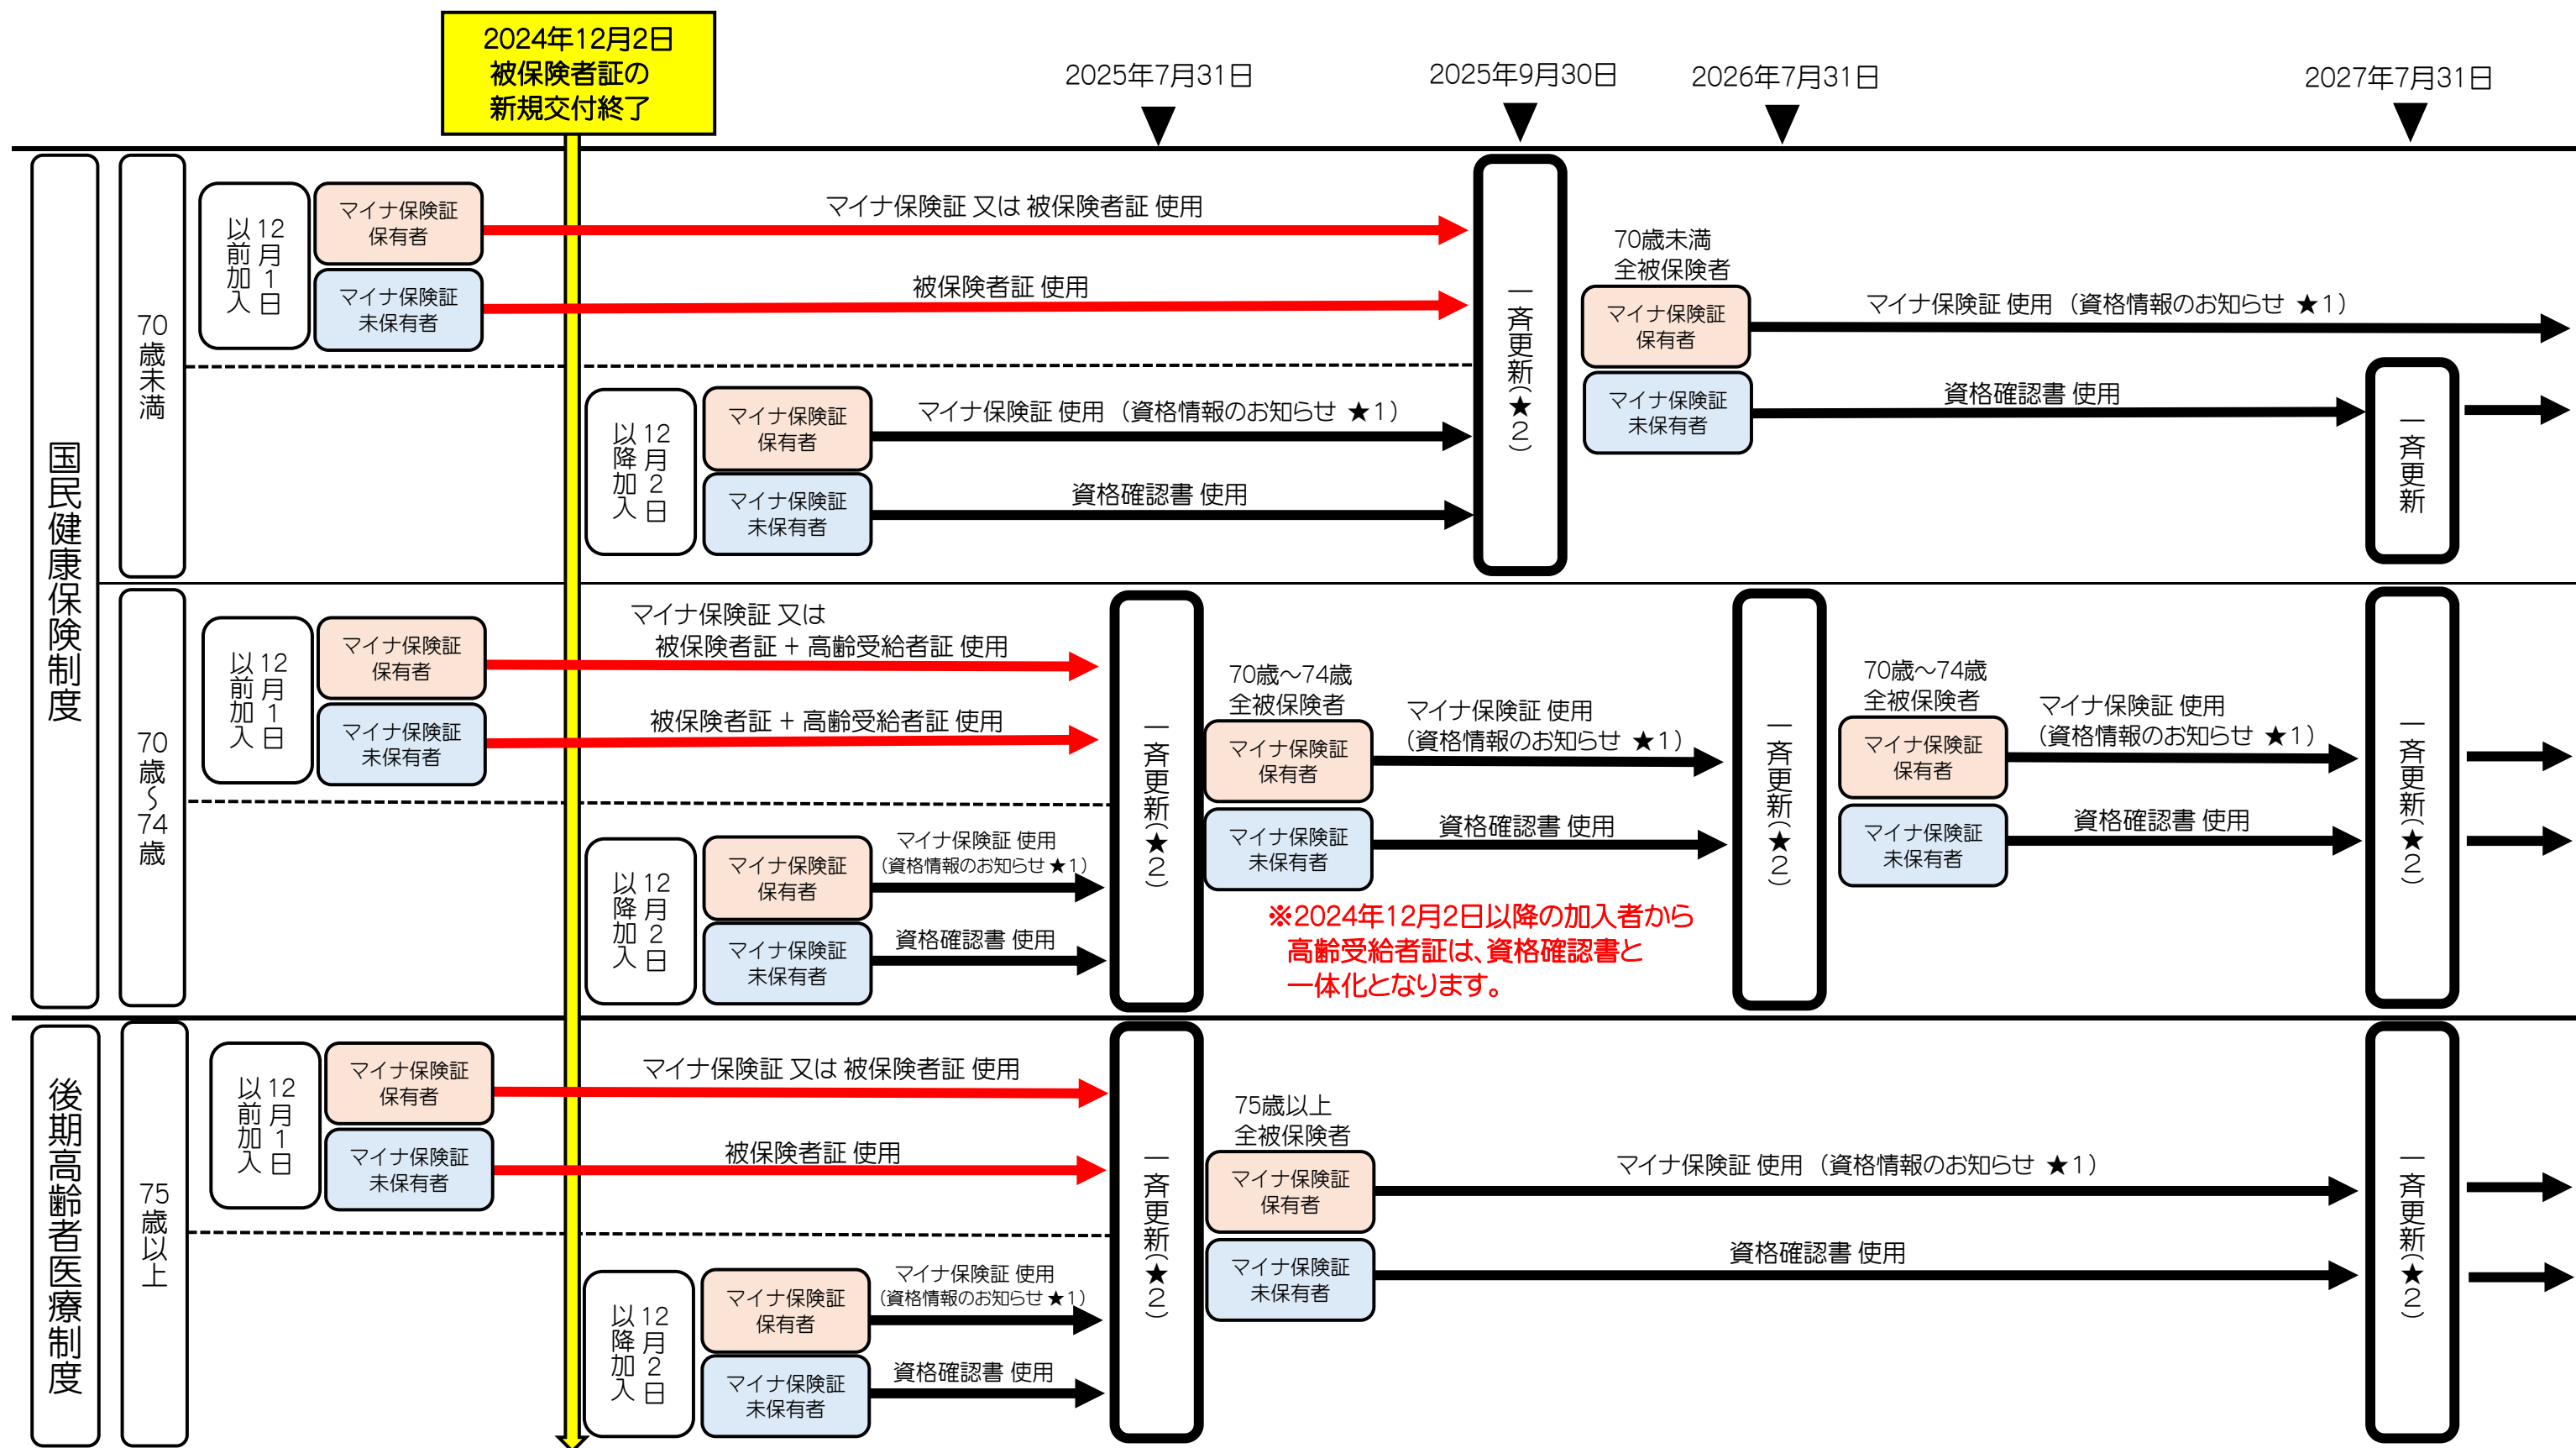 2024年12月2日
被保険者証の
新規交付終了
2025年7月31日
2025年9月30日
2026年7月31日
2027年7月31日
国民健康保険制度
70歳未満
12月1日
以前加入
マイナ保険証
保有者
マイナ保険証
未保有者
マイナ保険証 又は 被保険者証 使用
被保険者証 使用
12月2日
以降加入
マイナ保険証
保有者
マイナ保険証
未保有者
マイナ保険証 使用（資格情報のお知らせ ★1）
資格確認書 使用
一斉更新（★2）
70歳未満
全被保険者
マイナ保険証
保有者
マイナ保険証
未保有者
マイナ保険証 使用（資格情報のお知らせ ★1）
資格確認書 使用
一斉更新
70歳～74歳
12月1日
以前加入
マイナ保険証
保有者
マイナ保険証
未保有者
マイナ保険証 又は
被保険者証 + 高齢受給者証 使用
被保険者証 + 高齢受給者証 使用
12月2日
以降加入
マイナ保険証
保有者
マイナ保険証
未保有者
マイナ保険証 使用
（資格情報のお知らせ ★1）
資格確認書 使用
一斉更新（★2）
70歳～74歳
全被保険者
マイナ保険証
保有者
マイナ保険証
未保有者
マイナ保険証 使用
（資格情報のお知らせ ★1）
資格確認書 使用
※2024年12月2日以降の加入者から
高齢受給者証は、資格確認書と
一体化となります。
一斉更新（★2）
70歳～74歳
全被保険者
マイナ保険証
保有者
マイナ保険証
未保有者
マイナ保険証 使用
（資格情報のお知らせ ★1）
資格確認書 使用
一斉更新（★2）
後期高齢者医療制度
75歳以上
12月1日
以前加入
マイナ保険証
保有者
マイナ保険証
未保有者
マイナ保険証 又は 被保険者証 使用
被保険者証 使用
12月2日
以降加入
マイナ保険証
保有者
マイナ保険証
未保有者
マイナ保険証 使用
（資格情報のお知らせ ★1）
資格確認書 使用
一斉更新（★2）
75歳以上
全被保険者
マイナ保険証
保有者
マイナ保険証
未保有者
マイナ保険証 使用（資格情報のお知らせ ★1）
資格確認書 使用
一斉更新（★2）